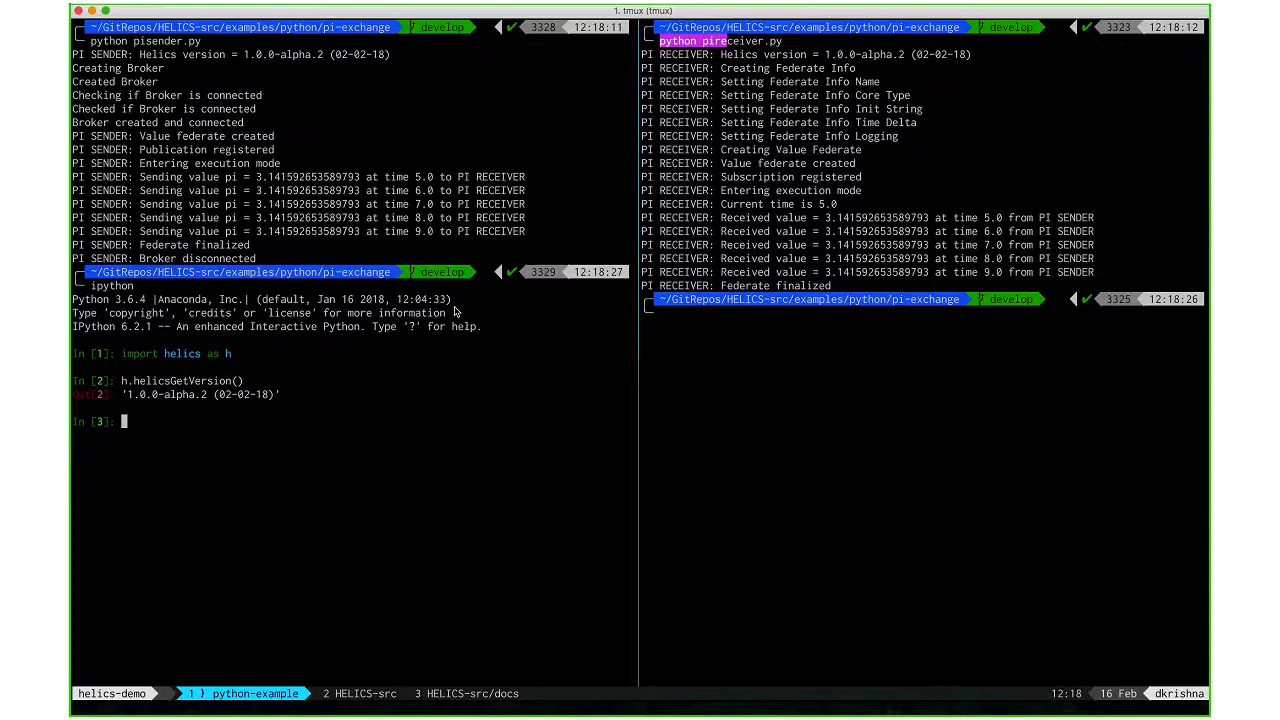 1. tmux (tmux)
~/GitRepos/HELICS-src/examples/python/pi-exchange develop ✔ 3328 12:18:11
python pisender.py
PI SENDER: Helics version = 1.0.0-alpha.2 (02-02-18)
Creating Broker
Created Broker
Checking if Broker is connected
Checked if Broker is connected
Broker created and connected
PI SENDER: Value federate created
PI SENDER: Publication registered
PI SENDER: Entering execution mode
PI SENDER: Sending value pi = 3.141592653589793 at time 5.0 to PI RECEIVER
PI SENDER: Sending value pi = 3.141592653589793 at time 6.0 to PI RECEIVER
PI SENDER: Sending value pi = 3.141592653589793 at time 7.0 to PI RECEIVER
PI SENDER: Sending value pi = 3.141592653589793 at time 8.0 to PI RECEIVER
PI SENDER: Sending value pi = 3.141592653589793 at time 9.0 to PI RECEIVER
PI SENDER: Federate finalized
PI SENDER: Broker disconnected
~/GitRepos/HELICS-src/examples/python/pi-exchange develop ✔ 3329 12:18:27
ipython
Python 3.6.4 |Anaconda, Inc.| (default, Jan 16 2018, 12:04:33)
Type 'copyright', 'credits' or 'license' for more information
IPython 6.2.1 -- An enhanced Interactive Python. Type '?' for help.
In [1]: import helics as h
In [2]: h.helicsGetVersion()
Out[2]: '1.0.0-alpha.2 (02-02-18)'
In [3]:
~/GitRepos/HELICS-src/examples/python/pi-exchange develop ✔ 3323 12:18:12
python pireceiver.py
PI RECEIVER: Helics version = 1.0.0-alpha.2 (02-02-18)
PI RECEIVER: Creating Federate Info
PI RECEIVER: Setting Federate Info Name
PI RECEIVER: Setting Federate Info Core Type
PI RECEIVER: Setting Federate Info Init String
PI RECEIVER: Setting Federate Info Time Delta
PI RECEIVER: Setting Federate Info Logging
PI RECEIVER: Creating Value Federate
PI RECEIVER: Value federate created
PI RECEIVER: Subscription registered
PI RECEIVER: Entering execution mode
PI RECEIVER: Current time is 5.0
PI RECEIVER: Received value = 3.141592653589793 at time 5.0 from PI SENDER
PI RECEIVER: Received value = 3.141592653589793 at time 6.0 from PI SENDER
PI RECEIVER: Received value = 3.141592653589793 at time 7.0 from PI SENDER
PI RECEIVER: Received value = 3.141592653589793 at time 8.0 from PI SENDER
PI RECEIVER: Received value = 3.141592653589793 at time 9.0 from PI SENDER
PI RECEIVER: Federate finalized
~/GitRepos/HELICS-src/examples/python/pi-exchange develop ✔ 3325 12:18:26
helics-demo 1 ❭ python-example 2 HELICS-src 3 HELICS-src/docs 12:18 16 Feb dkrishna